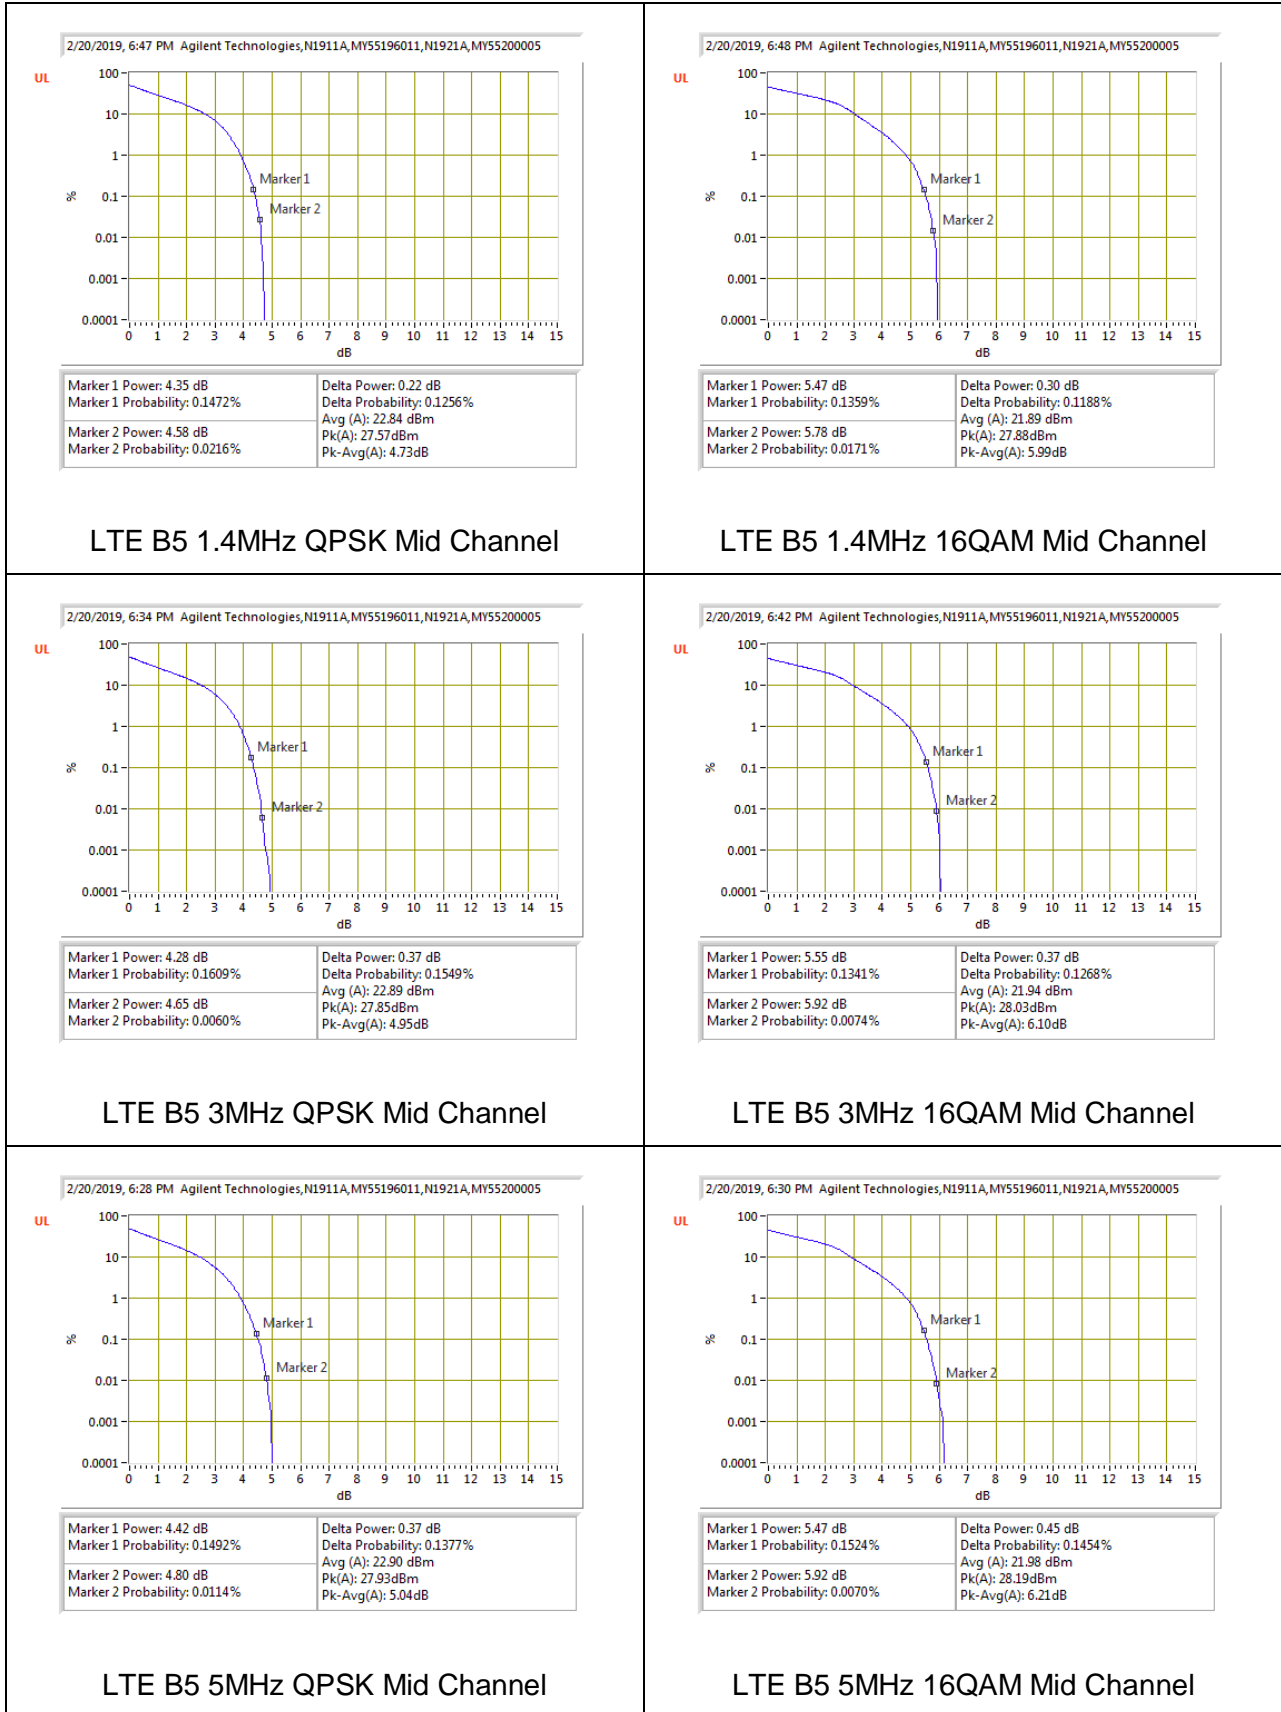 2/20/2019, 6:47 PM Agilent Technologies,N1911A,MY55196011,N1921A,MY55200005
UL
100
10
1
0.1
0.01
0.001
0.0001
%
Marker 1
Marker 2
0 1 2 3 4 5 6 7 8 9 10 11 12 13 14 15
dB
Marker 1 Power: 4.35 dB
Marker 1 Probability: 0.1472%
Marker 2 Power: 4.58 dB
Marker 2 Probability: 0.0216%
Delta Power: 0.22 dB
Delta Probability: 0.1256%
Avg (A): 22.84 dBm
Pk(A): 27.57dBm
Pk-Avg(A): 4.73dB
LTE B5 1.4MHz QPSK Mid Channel
2/20/2019, 6:48 PM Agilent Technologies,N1911A,MY55196011,N1921A,MY55200005
UL
100
10
1
0.1
0.01
0.001
0.0001
%
Marker 1
Marker 2
0 1 2 3 4 5 6 7 8 9 10 11 12 13 14 15
dB
Marker 1 Power: 5.47 dB
Marker 1 Probability: 0.1359%
Marker 2 Power: 5.78 dB
Marker 2 Probability: 0.0171%
Delta Power: 0.30 dB
Delta Probability: 0.1188%
Avg (A): 21.89 dBm
Pk(A): 27.88dBm
Pk-Avg(A): 5.99dB
LTE B5 1.4MHz 16QAM Mid Channel
2/20/2019, 6:34 PM Agilent Technologies,N1911A,MY55196011,N1921A,MY55200005
UL
100
10
1
0.1
0.01
0.001
0.0001
%
Marker 1
Marker 2
0 1 2 3 4 5 6 7 8 9 10 11 12 13 14 15
dB
Marker 1 Power: 4.28 dB
Marker 1 Probability: 0.1609%
Marker 2 Power: 4.65 dB
Marker 2 Probability: 0.0060%
Delta Power: 0.37 dB
Delta Probability: 0.1549%
Avg (A): 22.89 dBm
Pk(A): 27.85dBm
Pk-Avg(A): 4.95dB
LTE B5 3MHz QPSK Mid Channel
2/20/2019, 6:42 PM Agilent Technologies,N1911A,MY55196011,N1921A,MY55200005
UL
100
10
1
0.1
0.01
0.001
0.0001
%
Marker 1
Marker 2
0 1 2 3 4 5 6 7 8 9 10 11 12 13 14 15
dB
Marker 1 Power: 5.55 dB
Marker 1 Probability: 0.1341%
Marker 2 Power: 5.92 dB
Marker 2 Probability: 0.0074%
Delta Power: 0.37 dB
Delta Probability: 0.1268%
Avg (A): 21.94 dBm
Pk(A): 28.03dBm
Pk-Avg(A): 6.10dB
LTE B5 3MHz 16QAM Mid Channel
2/20/2019, 6:28 PM Agilent Technologies,N1911A,MY55196011,N1921A,MY55200005
UL
100
10
1
0.1
0.01
0.001
0.0001
%
Marker 1
Marker 2
0 1 2 3 4 5 6 7 8 9 10 11 12 13 14 15
dB
Marker 1 Power: 4.42 dB
Marker 1 Probability: 0.1492%
Marker 2 Power: 4.80 dB
Marker 2 Probability: 0.0114%
Delta Power: 0.37 dB
Delta Probability: 0.1377%
Avg (A): 22.90 dBm
Pk(A): 27.93dBm
Pk-Avg(A): 5.04dB
LTE B5 5MHz QPSK Mid Channel
2/20/2019, 6:30 PM Agilent Technologies,N1911A,MY55196011,N1921A,MY55200005
UL
100
10
1
0.1
0.01
0.001
0.0001
%
Marker 1
Marker 2
0 1 2 3 4 5 6 7 8 9 10 11 12 13 14 15
dB
Marker 1 Power: 5.47 dB
Marker 1 Probability: 0.1524%
Marker 2 Power: 5.92 dB
Marker 2 Probability: 0.0070%
Delta Power: 0.45 dB
Delta Probability: 0.1454%
Avg (A): 21.98 dBm
Pk(A): 28.19dBm
Pk-Avg(A): 6.21dB
LTE B5 5MHz 16QAM Mid Channel